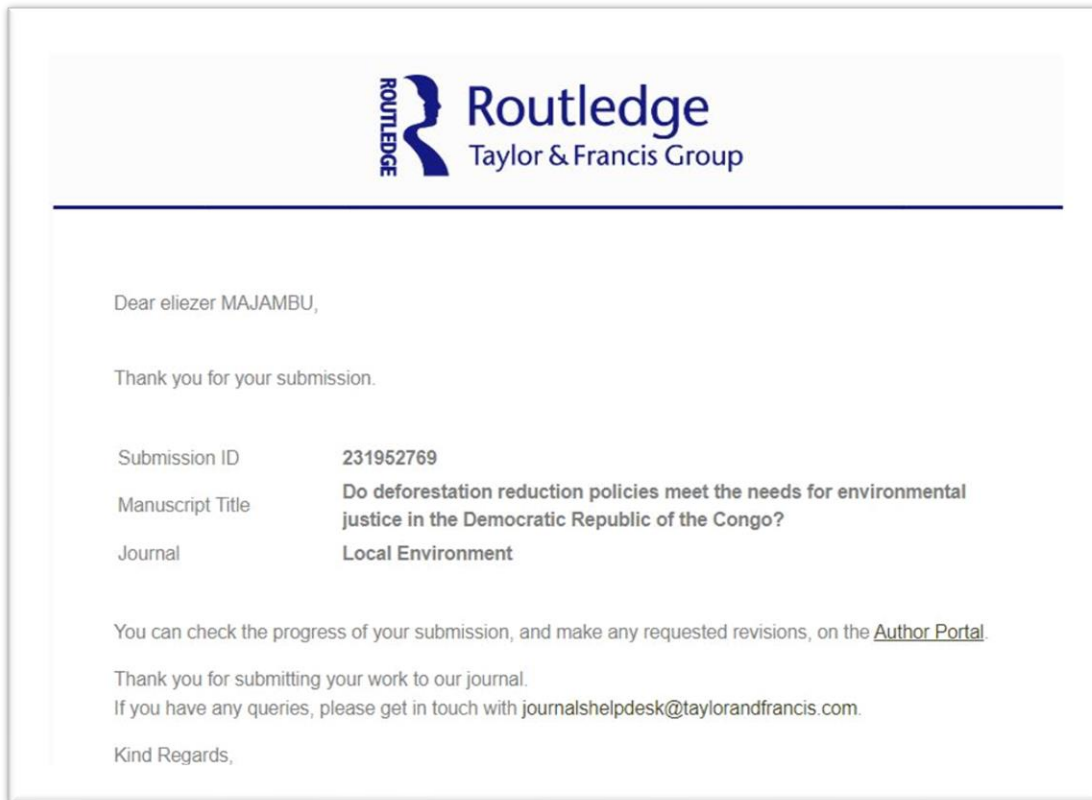 ROUTLEDGE
Routledge
Taylor & Francis Group
Dear eliezer MAJAMBU,
Thank you for your submission.
Submission ID 231952769
Manuscript Title Do deforestation reduction policies meet the needs for environmental
justice in the Democratic Republic of the Congo?
Journal Local Environment
You can check the progress of your submission, and make any requested revisions, on the Author Portal.
Thank you for submitting your work to our journal.
If you have any queries, please get in touch with journalshelpdesk@taylorandfrancis.com.
Kind Regards,